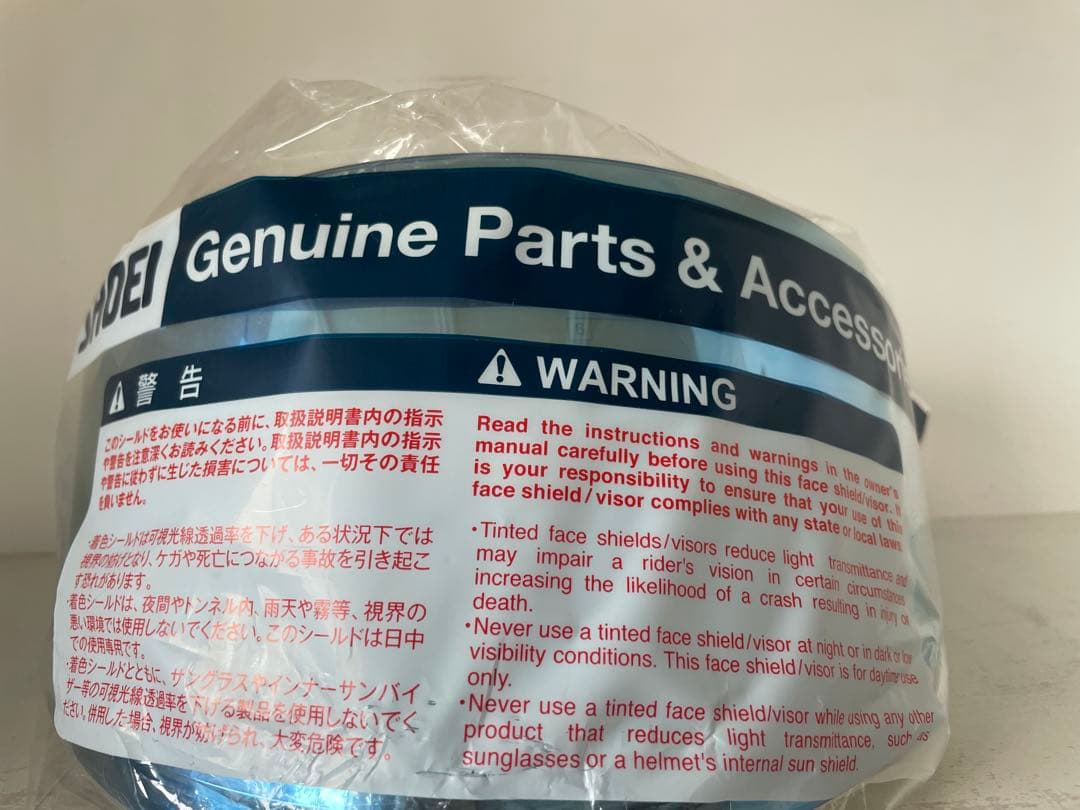 SHOEI Genuine Parts & Accessor
警告
このシールドをお使いになる前に、取扱説明書内の指示
や警告を注意深くお読みください。取扱説明書内の指示
や警告に従わずに生じた損害については、一切その責任
を負いません。
・着色シールドは可視光線透過率を下げ、ある状況下では
視界の妨げとなり、ケガや死亡につながる事故を引き起こ
す恐れがあります。
・着色シールドは、夜間やトンネル内、雨天や霧等、視界の
悪い環境では使用しないでください。このシールドは日中
での使用専用です。
・着色シールドとともに、サングラスやインナーサンバイ
ザー等の可視光線透過率を下げる製品を使用しないでく
ださい。併用した場合、視界が妨げられ、大変危険です。
WARNING
Read the instructions and warnings in the owner's
manual carefully before using this face shield/visor. It
is your responsibility to ensure that your use of this
face shield/visor complies with any state or local laws.
•Tinted face shields/visors reduce light transmittance and
may impair a rider's vision in certain circumstances
increasing the likelihood of a crash resulting in injury or
death.
•Never use a tinted face shield/visor at night or in dark or low
visibility conditions. This face shield/visor is for daytime use
only.
•Never use a tinted face shield/visor while using any other
product that reduces light transmittance, such as
sunglasses or a helmet's internal sun shield.